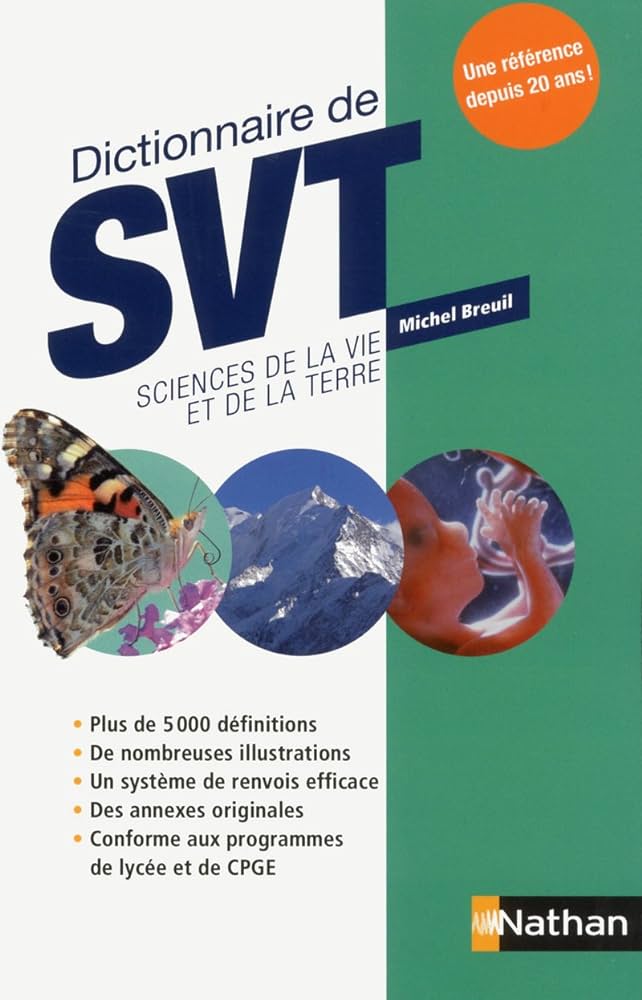 Une référence
depuis 20 ans !
Dictionnaire de
SVT
Michel Breuil
SCIENCES DE LA VIE
ET DE LA TERRE
• Plus de 5 000 définitions
• De nombreuses illustrations
• Un système de renvois efficace
• Des annexes originales
• Conforme aux programmes
de lycée et de CPGE
Nathan